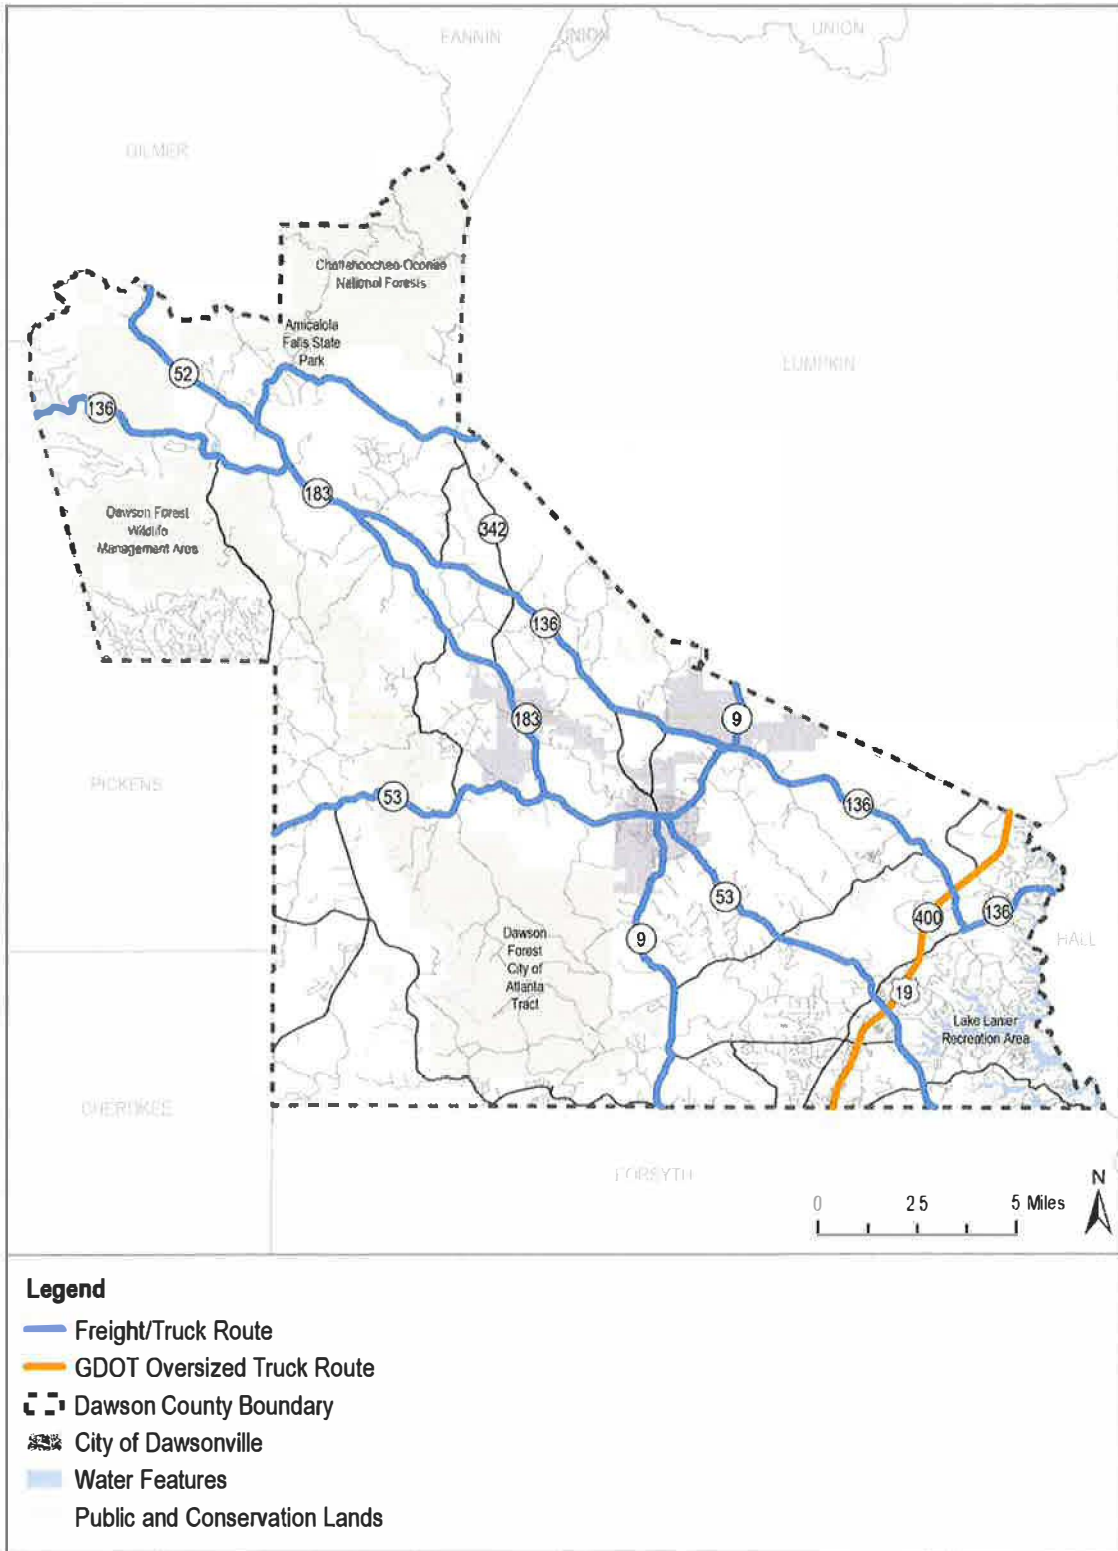 FANNIN
UNION
UNION
GILMER
Chattahoochee-Oconee
National Forests
Amicalola
Falls State
Park
LUMPKIN
52
136
183
Dawson Forest
Wildlife
Management Area
342
136
183
9
PICKENS
53
136
53
400
136
9
HALL
Dawson
Forest
City of
Atlanta
Tract
19
Lake Lanier
Recreation Area
CHEROKEE
FORSYTH
N
0 2.5 5 Miles
Legend
Freight/Truck Route
GDOT Oversized Truck Route
Dawson County Boundary
City of Dawsonville
Water Features
Public and Conservation Lands